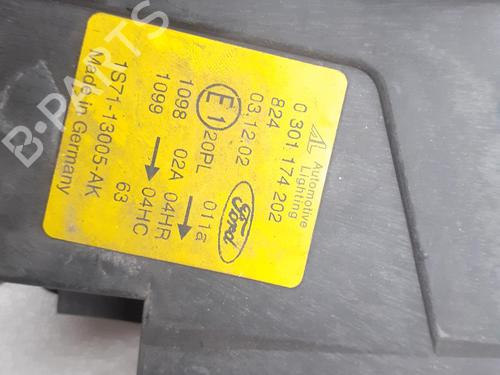 AL Automotive
Lighting
0 301 174 202
824
03.12.02
E1 20PL 011a
Ford
1098 02A 04HR
1099 → 04HC →
63
1S71-13005-AK
Made in Germany
B-PARTS